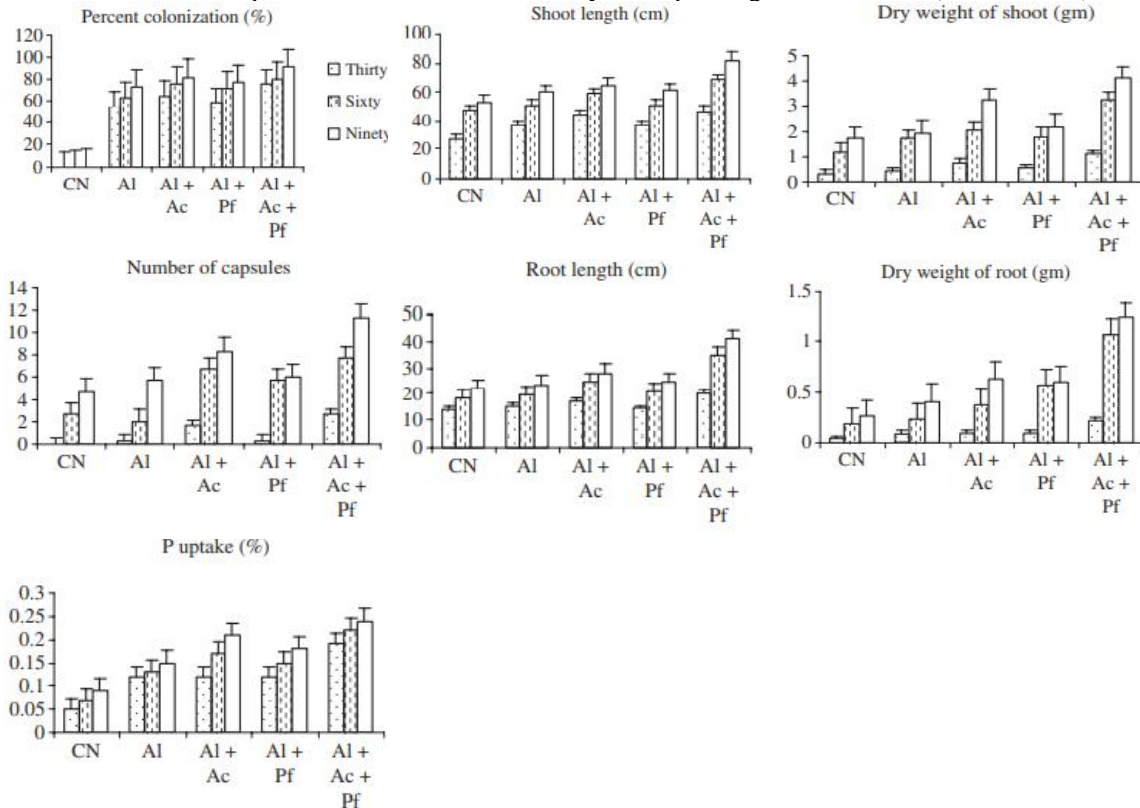 Percent colonization (%)
120
100
80
60
40
20
0
CN Al Al + Al + Al +
Ac Pf Ac +
Pf
Thirty
Sixty
Ninety
Shoot length (cm)
100
80
60
40
20
0
CN Al Al + Al + Al +
Ac Pf Ac +
Pf
Dry weight of shoot (gm)
5
4
3
2
1
0
CN Al Al + Al + Al +
Ac Pf Ac +
Pf
Number of capsules
14
12
10
8
6
4
2
0
CN Al Al + Al + Al +
Ac Pf Ac +
Pf
Root length (cm)
50
40
30
20
10
0
CN Al Al + Al + Al +
Ac Pf Ac +
Pf
Dry weight of root (gm)
1.5
1
0.5
0
CN Al Al + Al + Al +
Ac Pf Ac +
Pf
P uptake (%)
0.3
0.25
0.2
0.15
0.1
0.05
0
CN Al Al + Al + Al +
Ac Pf Ac +
Pf